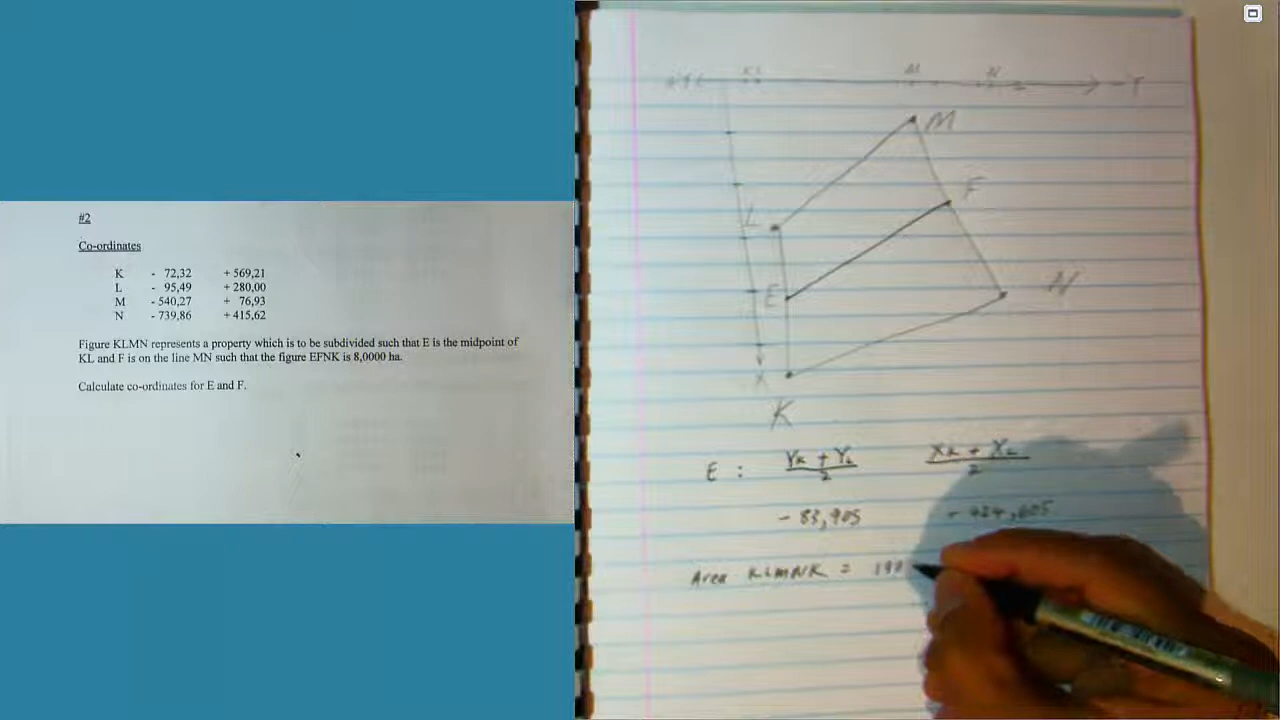 #2
Co-ordinates
K - 72,32 + 569,21
L - 95,49 + 280,00
M - 540,27 + 76,93
N - 739,86 + 415,62
Figure KLMN represents a property which is to be subdivided such that E is the midpoint of
KL and F is on the line MN such that the figure EFNK is 8,0000 ha.
Calculate co-ordinates for E and F.
+Y KL M N -Y
M
F
L
E
N
X
K
E : YK + YL / 2 XK + XL / 2
- 83,905 + 424,605
Area KLMNK =